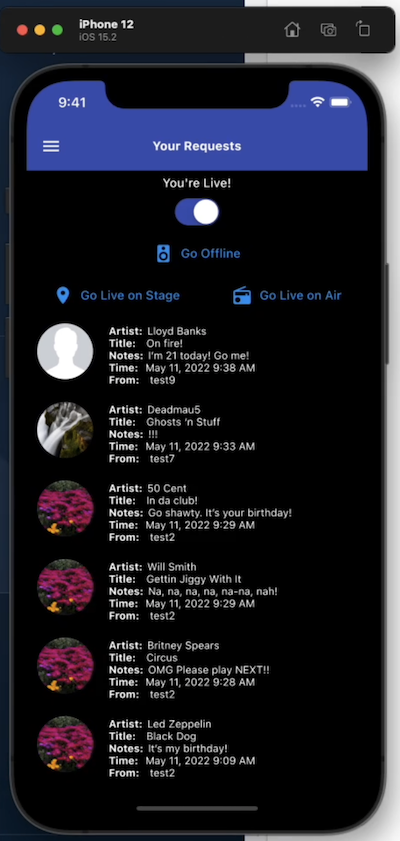 iPhone 12
iOS 15.2
9:41
Your Requests
You're Live!
Go Offline
Go Live on Stage
Go Live on Air
Artist: Lloyd Banks
Title: On fire!
Notes: I'm 21 today! Go me!
Time: May 11, 2022 9:38 AM
From: test9
Artist: Deadmau5
Title: Ghosts 'n Stuff
Notes: !!!
Time: May 11, 2022 9:33 AM
From: test7
Artist: 50 Cent
Title: In da club!
Notes: Go shawty. It's your birthday!
Time: May 11, 2022 9:29 AM
From: test2
Artist: Will Smith
Title: Gettin Jiggy With It
Notes: Na, na, na, na, na-na, nah!
Time: May 11, 2022 9:29 AM
From: test2
Artist: Britney Spears
Title: Circus
Notes: OMG Please play NEXT!!
Time: May 11, 2022 9:28 AM
From: test2
Artist: Led Zeppelin
Title: Black Dog
Notes: It's my birthday!
Time: May 11, 2022 9:09 AM
From: test2